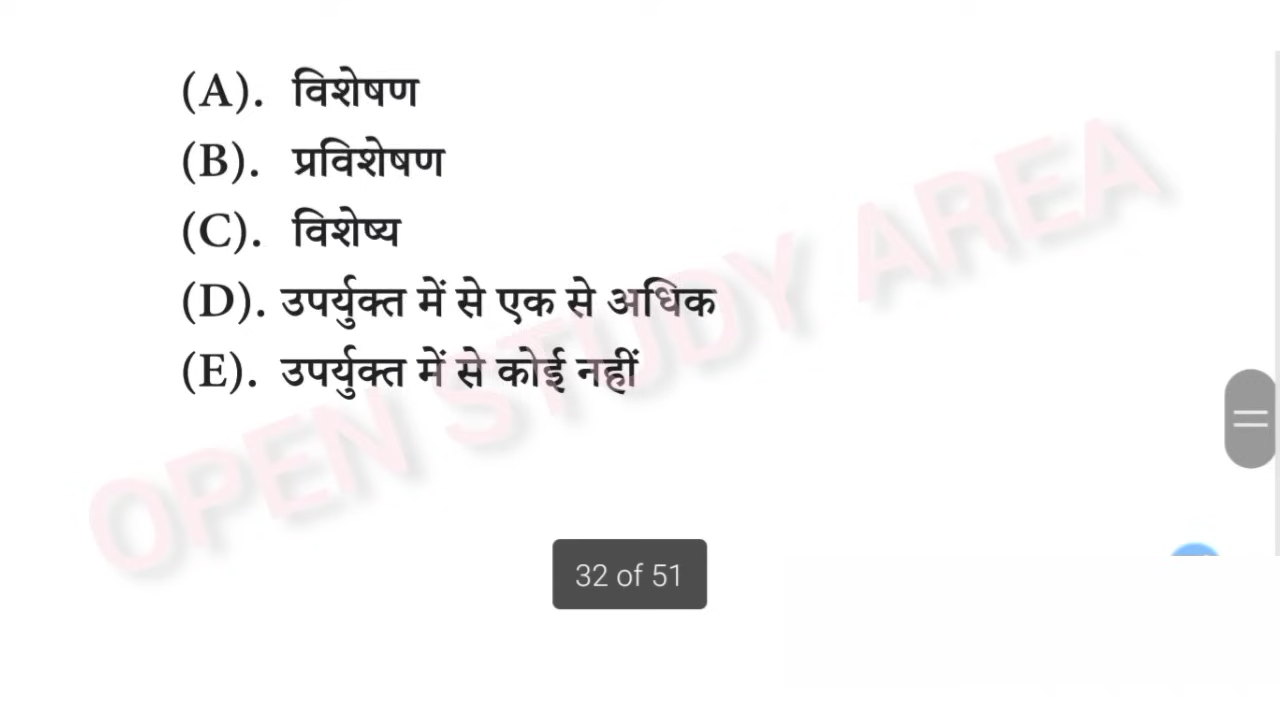 (A). विशेषण
(B). प्रविशेषण
(C). विशेष्य
(D). उपर्युक्त में से एक से अधिक
(E). उपर्युक्त में से कोई नहीं
OPEN STUDY AREA
32 of 51